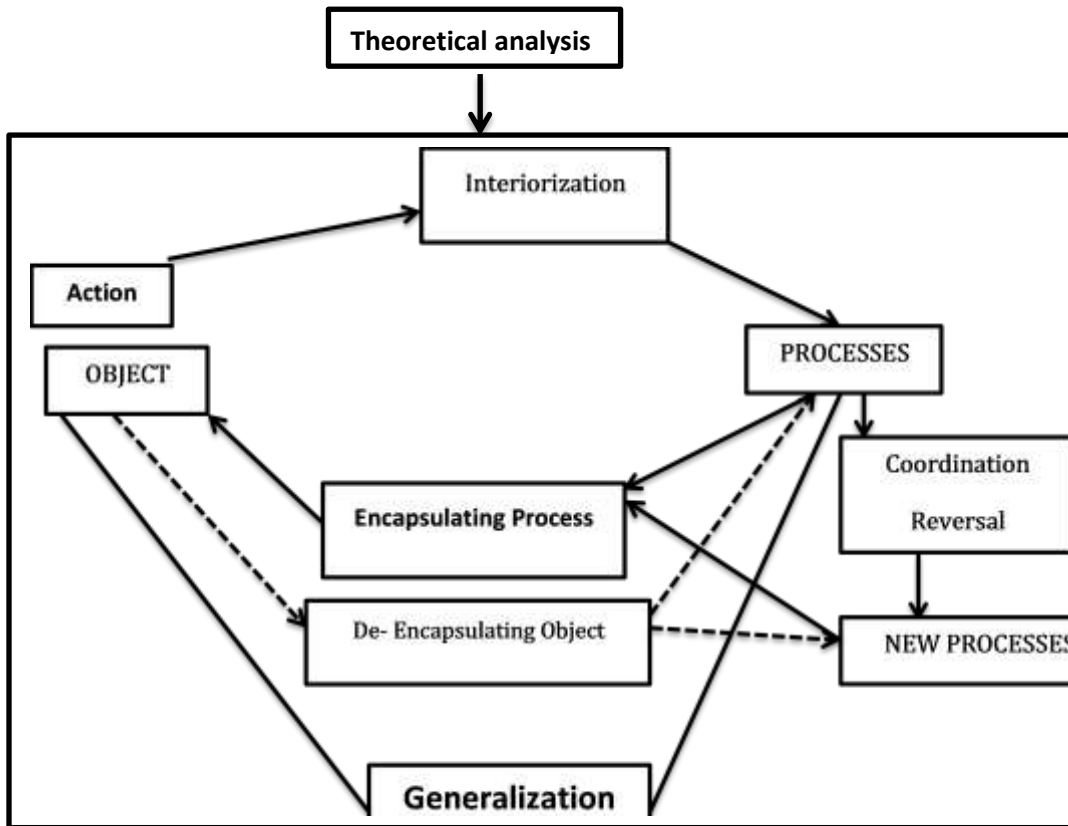 Theoretical analysis
Interiorization
Action
PROCESSES
OBJECT
Coordination
Reversal
Encapsulating Process
De- Encapsulating Object
NEW PROCESSES
Generalization